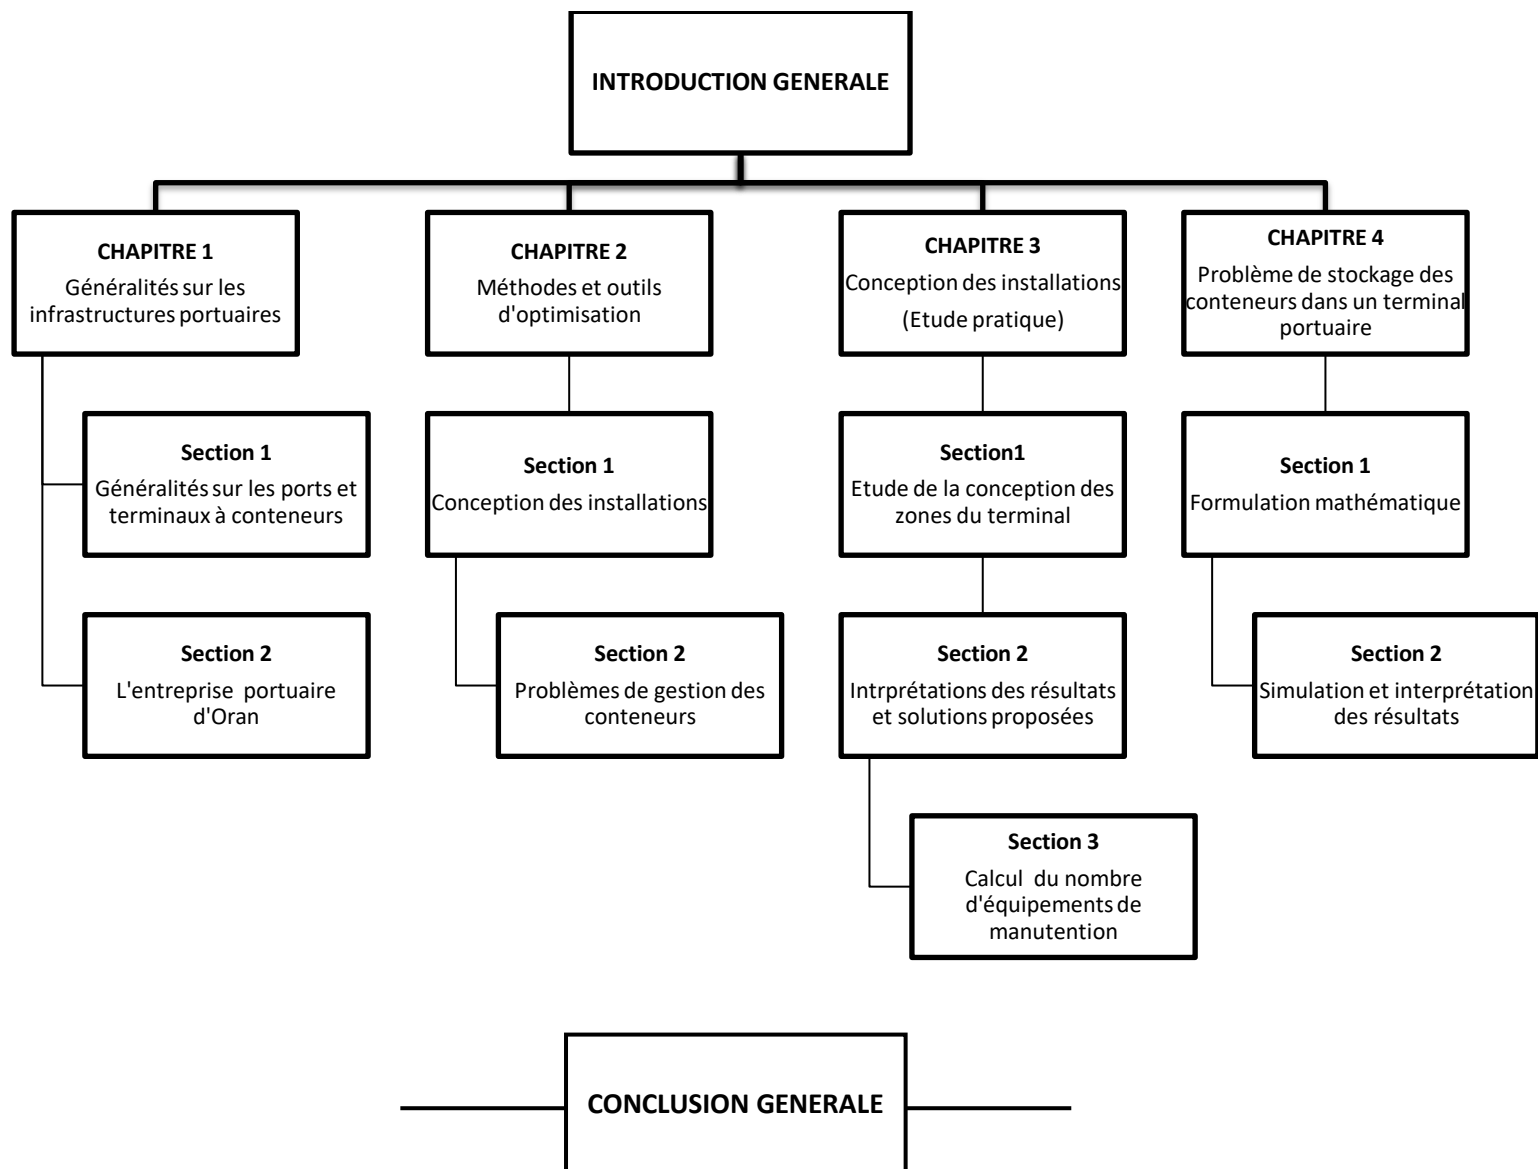 INTRODUCTION GENERALE
CHAPITRE 1
Généralités sur les
infrastructures portuaires
CHAPITRE 2
Méthodes et outils
d'optimisation
CHAPITRE 3
Conception des installations
(Etude pratique)
CHAPITRE 4
Problème de stockage des
conteneurs dans un terminal
portuaire
Section 1
Généralités sur les ports et
terminaux à conteneurs
Section 1
Conception des installations
Section1
Etude de la conception des
zones du terminal
Section 1
Formulation mathématique
Section 2
L'entreprise portuaire
d'Oran
Section 2
Problèmes de gestion des
conteneurs
Section 2
Intrprétations des résultats
et solutions proposées
Section 2
Simulation et interprétation
des résultats
Section 3
Calcul du nombre
d'équipements de
manutention
CONCLUSION GENERALE